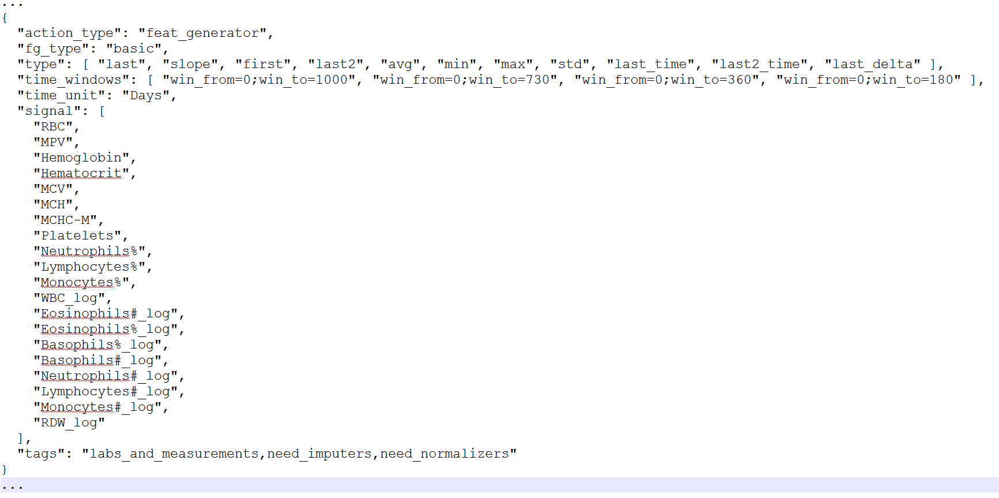 ...
{
  "action_type": "feat_generator",
  "fg_type": "basic",
  "type": [ "last", "slope", "first", "last2", "avg", "min", "max", "std", "last_time", "last2_time", "last_delta" ],
  "time_windows": [ "win_from=0;win_to=1000", "win_from=0;win_to=730", "win_from=0;win_to=360", "win_from=0;win_to=180" ],
  "time_unit": "Days",
  "signal": [
    "RBC",
    "MPV",
    "Hemoglobin",
    "Hematocrit",
    "MCV",
    "MCH",
    "MCHC-M",
    "Platelets",
    "Neutrophils%",
    "Lymphocytes%",
    "Monocytes%",
    "WBC_log",
    "Eosinophils#_log",
    "Eosinophils%_log",
    "Basophils%_log",
    "Basophils#_log",
    "Neutrophils#_log",
    "Lymphocytes#_log",
    "Monocytes#_log",
    "RDW_log"
  ],
  "tags": "labs_and_measurements,need_imputers,need_normalizers"
}
...